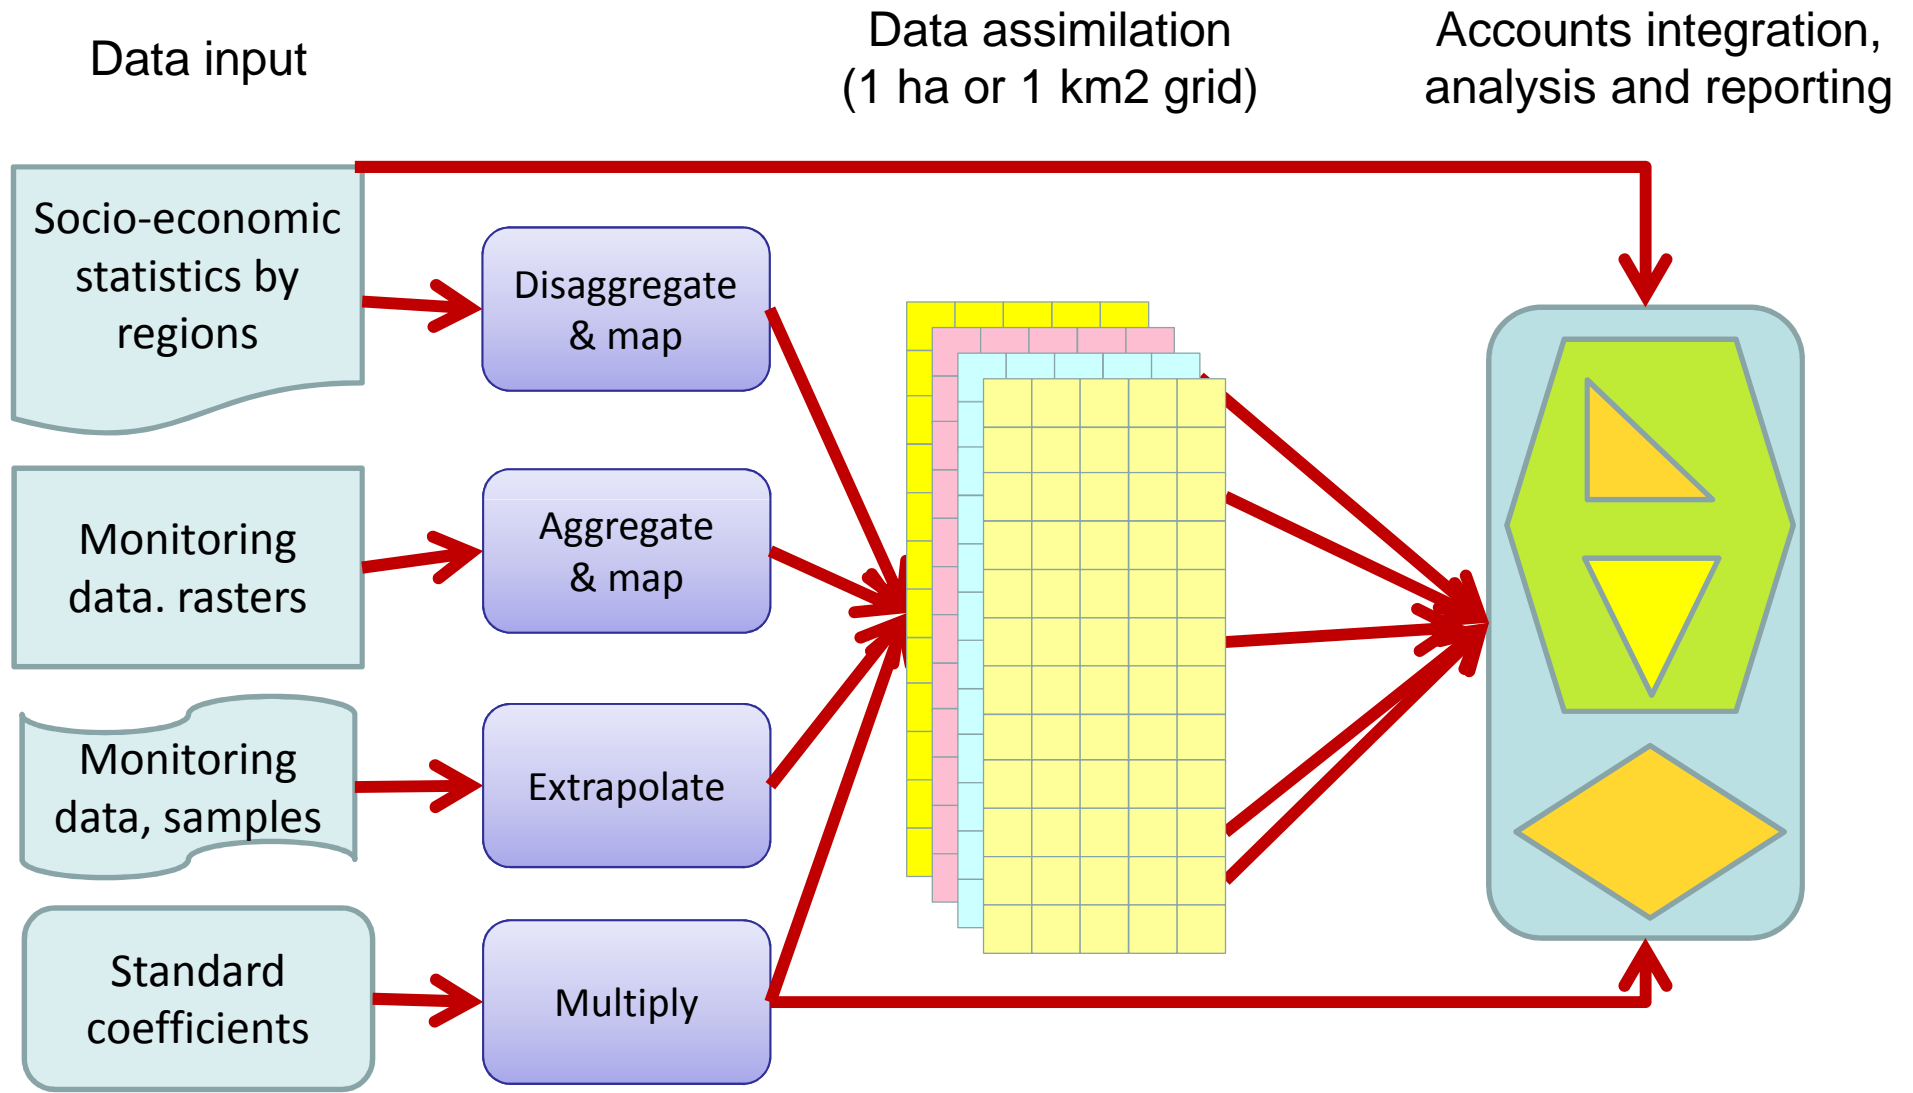 Data input
Data assimilation
(1 ha or 1 km2 grid)
Accounts integration,
analysis and reporting
Socio-economic
statistics by
regions
Disaggregate
& map
Monitoring
data. rasters
Aggregate
& map
Monitoring
data, samples
Extrapolate
Standard
coefficients
Multiply